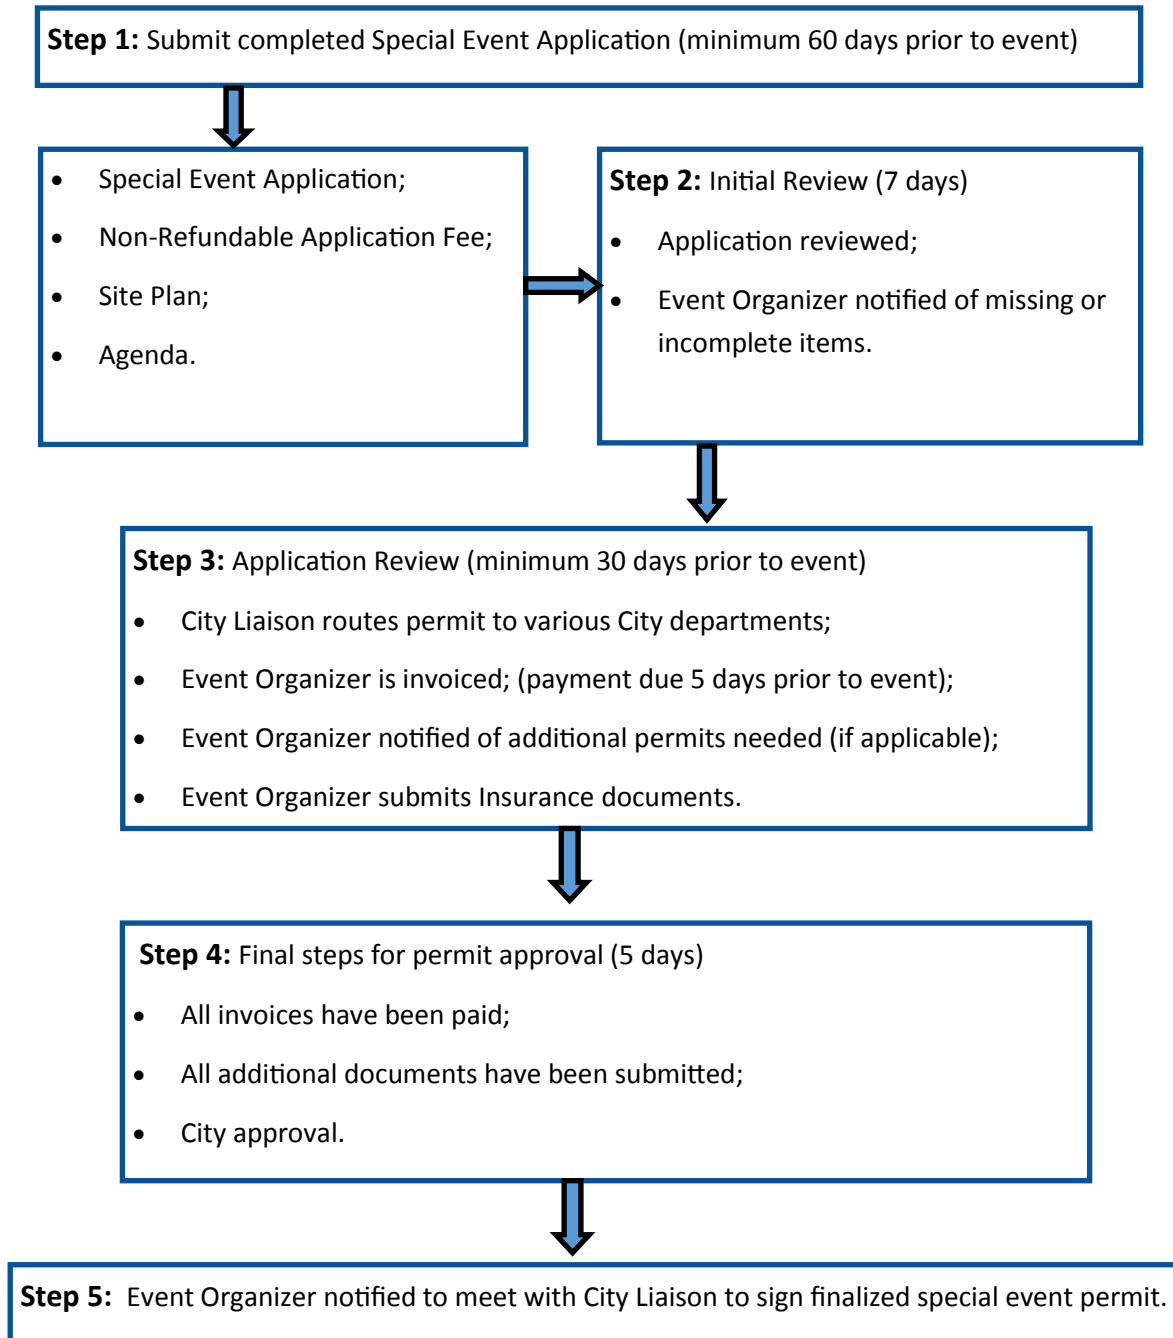 Step 1: Submit completed Special Event Application (minimum 60 days prior to event)
• Special Event Application;
• Non-Refundable Application Fee;
• Site Plan;
• Agenda.
Step 2: Initial Review (7 days)
• Application reviewed;
• Event Organizer notified of missing or
incomplete items.
Step 3: Application Review (minimum 30 days prior to event)
• City Liaison routes permit to various City departments;
• Event Organizer is invoiced; (payment due 5 days prior to event);
• Event Organizer notified of additional permits needed (if applicable);
• Event Organizer submits Insurance documents.
Step 4: Final steps for permit approval (5 days)
• All invoices have been paid;
• All additional documents have been submitted;
• City approval.
Step 5: Event Organizer notified to meet with City Liaison to sign finalized special event permit.